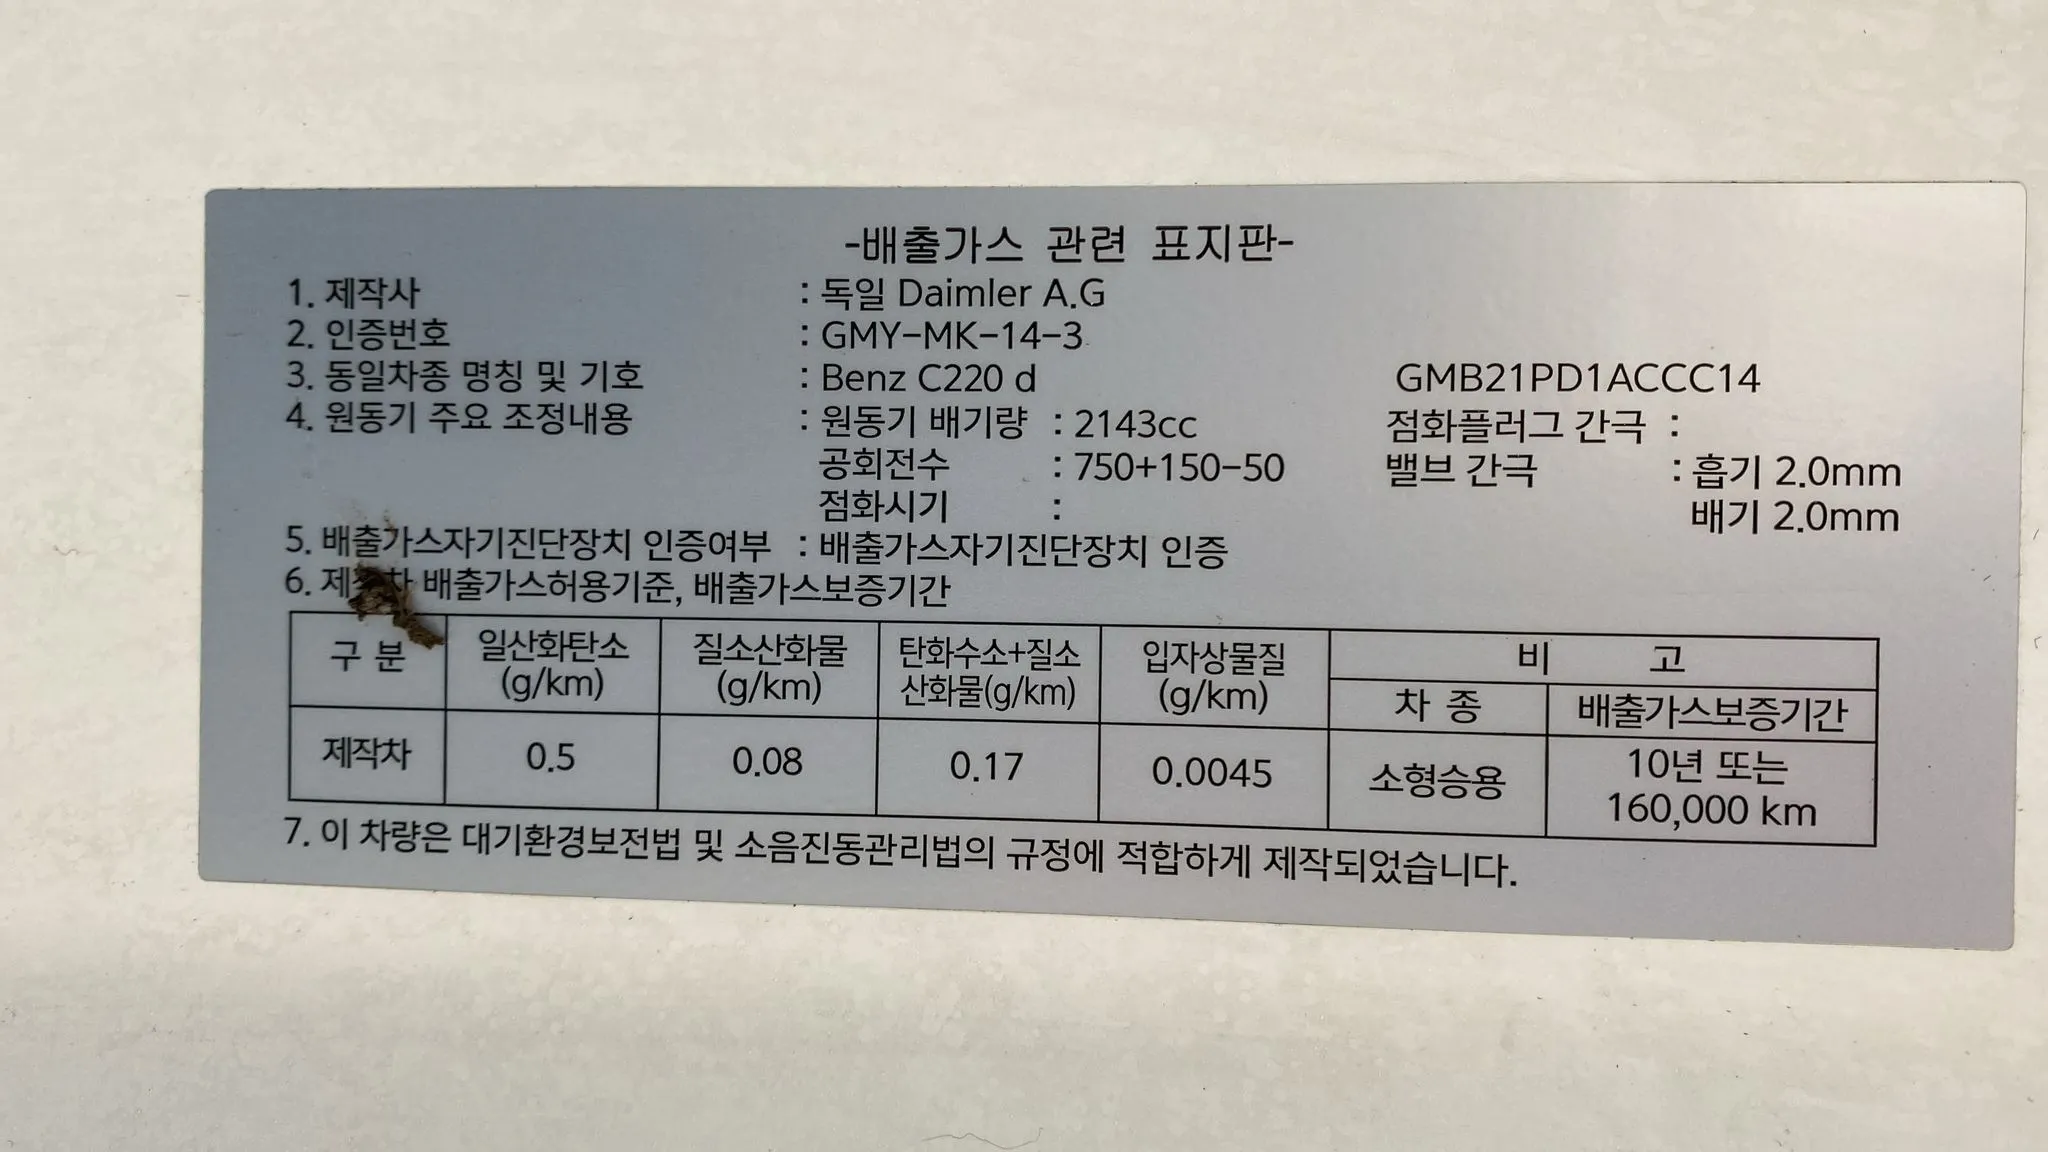 -배출가스 관련 표지판-
1. 제작사 : 독일 Daimler A.G
2. 인증번호 : GMY-MK-14-3
3. 동일차종 명칭 및 기호 : Benz C220 d GMB21PD1ACCC14
4. 원동기 주요 조정내용 : 원동기 배기량 : 2143cc 점화플러그 간극 :
공회전수 : 750+150-50 밸브 간극 : 흡기 2.0mm
점화시기 : 배기 2.0mm
5. 배출가스자기진단장치 인증여부 : 배출가스자기진단장치 인증
6. 제작차 배출가스허용기준, 배출가스보증기간
구 분 일산화탄소 (g/km) 질소산화물 (g/km) 탄화수소+질소 산화물(g/km) 입자상물질 (g/km) 비 고
차 종 배출가스보증기간
제작차 0.5 0.08 0.17 0.0045 소형승용 10년 또는 160,000 km
7. 이 차량은 대기환경보전법 및 소음진동관리법의 규정에 적합하게 제작되었습니다.